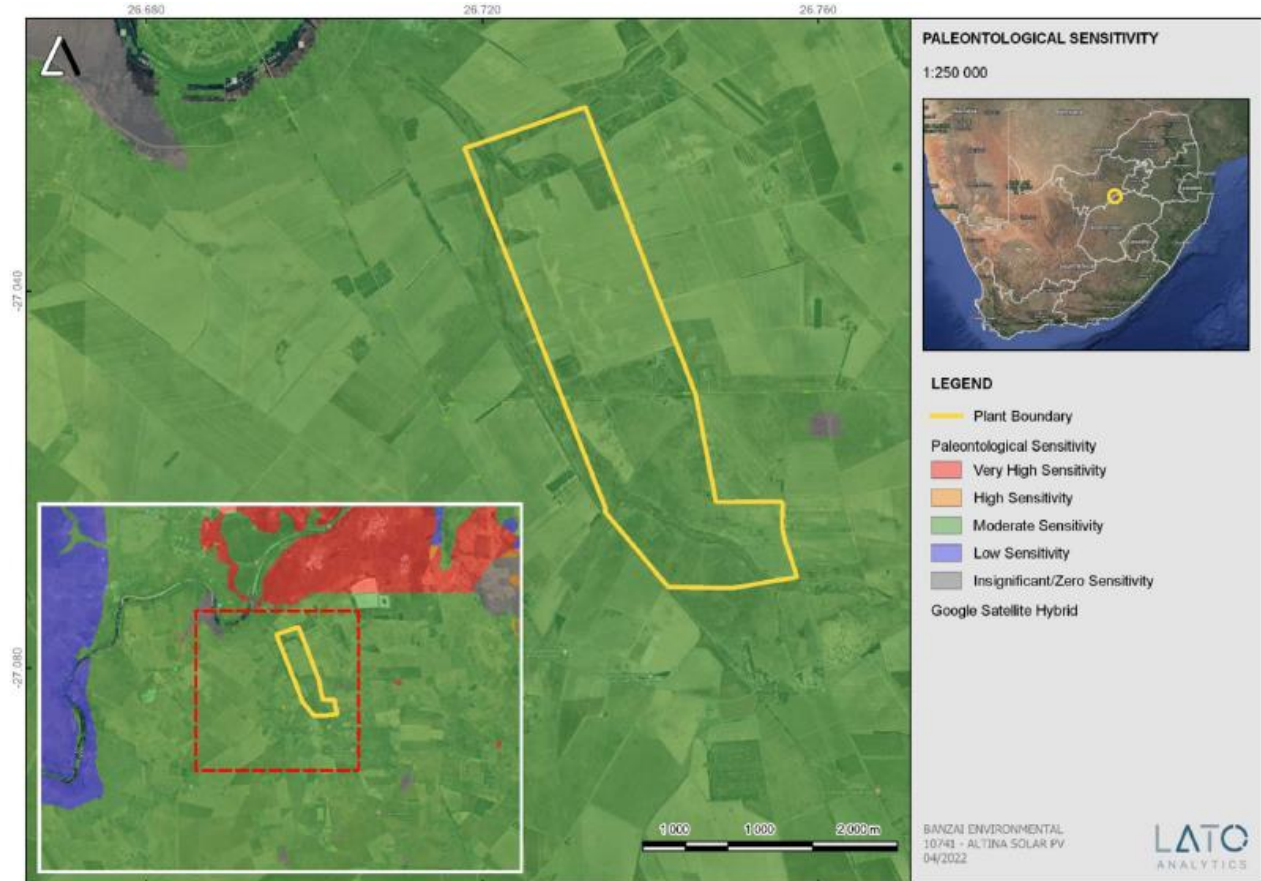 26.680
26.720
26.760
-27.040
-27.080
1 000
1 000
2 000 m
PALEONTOLOGICAL SENSITIVITY
1:250 000
LEGEND
Plant Boundary
Paleontological Sensitivity
Very High Sensitivity
High Sensitivity
Moderate Sensitivity
Low Sensitivity
Insignificant/Zero Sensitivity
Google Satellite Hybrid
BANZAI ENVIRONMENTAL
10741 - ALTINA SOLAR PV
04/2022
LATO
ANALYTICS